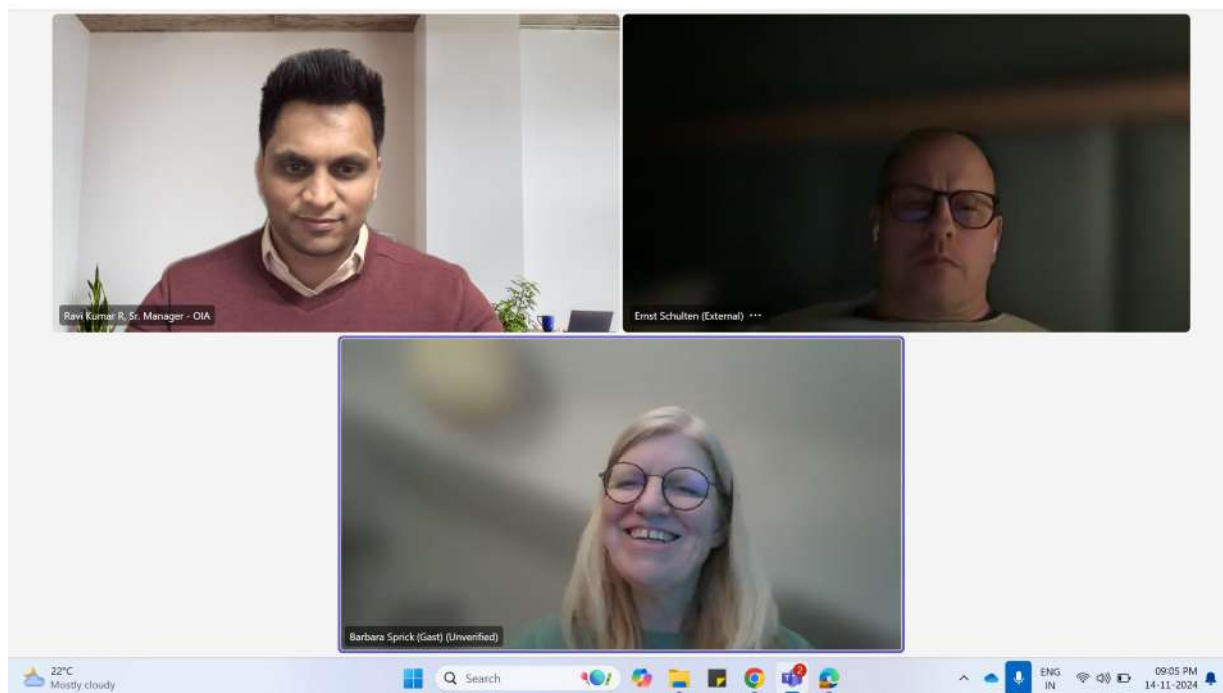 Ravi Kumar R, Sr. Manager - OIA
Ernst Schulten (External) ···
Barbara Sprick (Gast) (Unverified)
22°C
Mostly cloudy
Search
2
ENG
IN
09:05 PM
14-11-2024